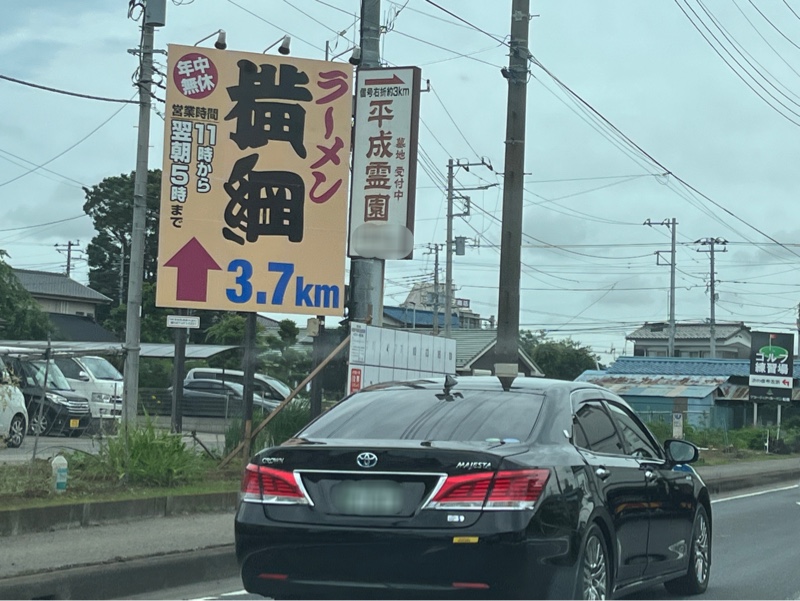 年中
無休
ラーメン
横綱
営業時間
11時から
翌朝5時まで
3.7km
信号右折約3km
平成霊園
墓地 受付中
ゴルフ
練習場
CROWN
MAJESTA